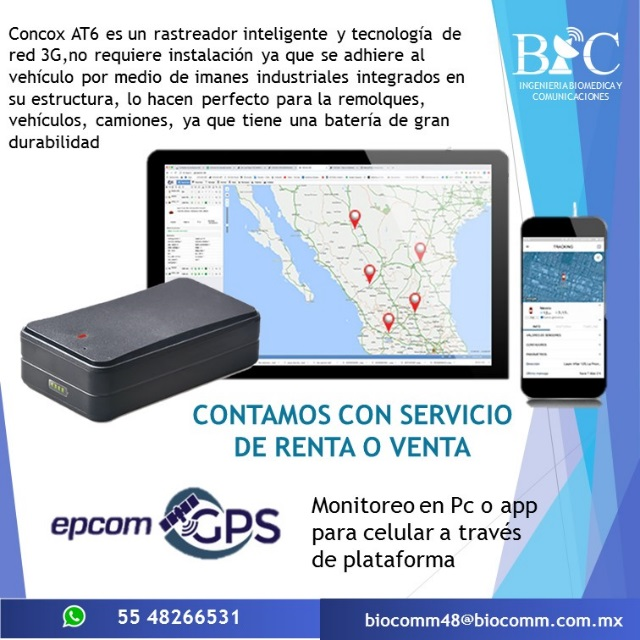 Concox AT6 es un rastreador inteligente y tecnología de
red 3G,no requiere instalación ya que se adhiere al
vehículo por medio de imanes industriales integrados en
su estructura, lo hacen perfecto para la remolques,
vehículos, camiones, ya que tiene una batería de gran
durabilidad
B C
INGENIERIA BIOMEDICA Y
COMUNICACIONES
TRACKING
CONTAMOS CON SERVICIO
DE RENTA O VENTA
epcom GPS
Monitoreo en Pc o app
para celular a través
de plataforma
55 48266531
biocomm48@biocomm.com.mx